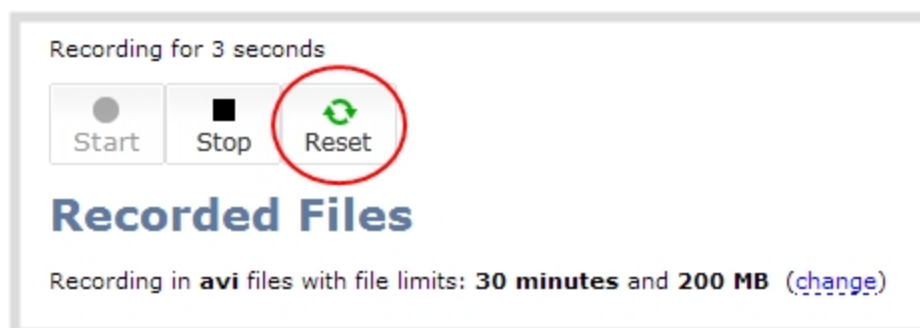 Recording for 3 seconds
Start Stop Reset
Recorded Files
Recording in avi files with file limits: 30 minutes and 200 MB (change)